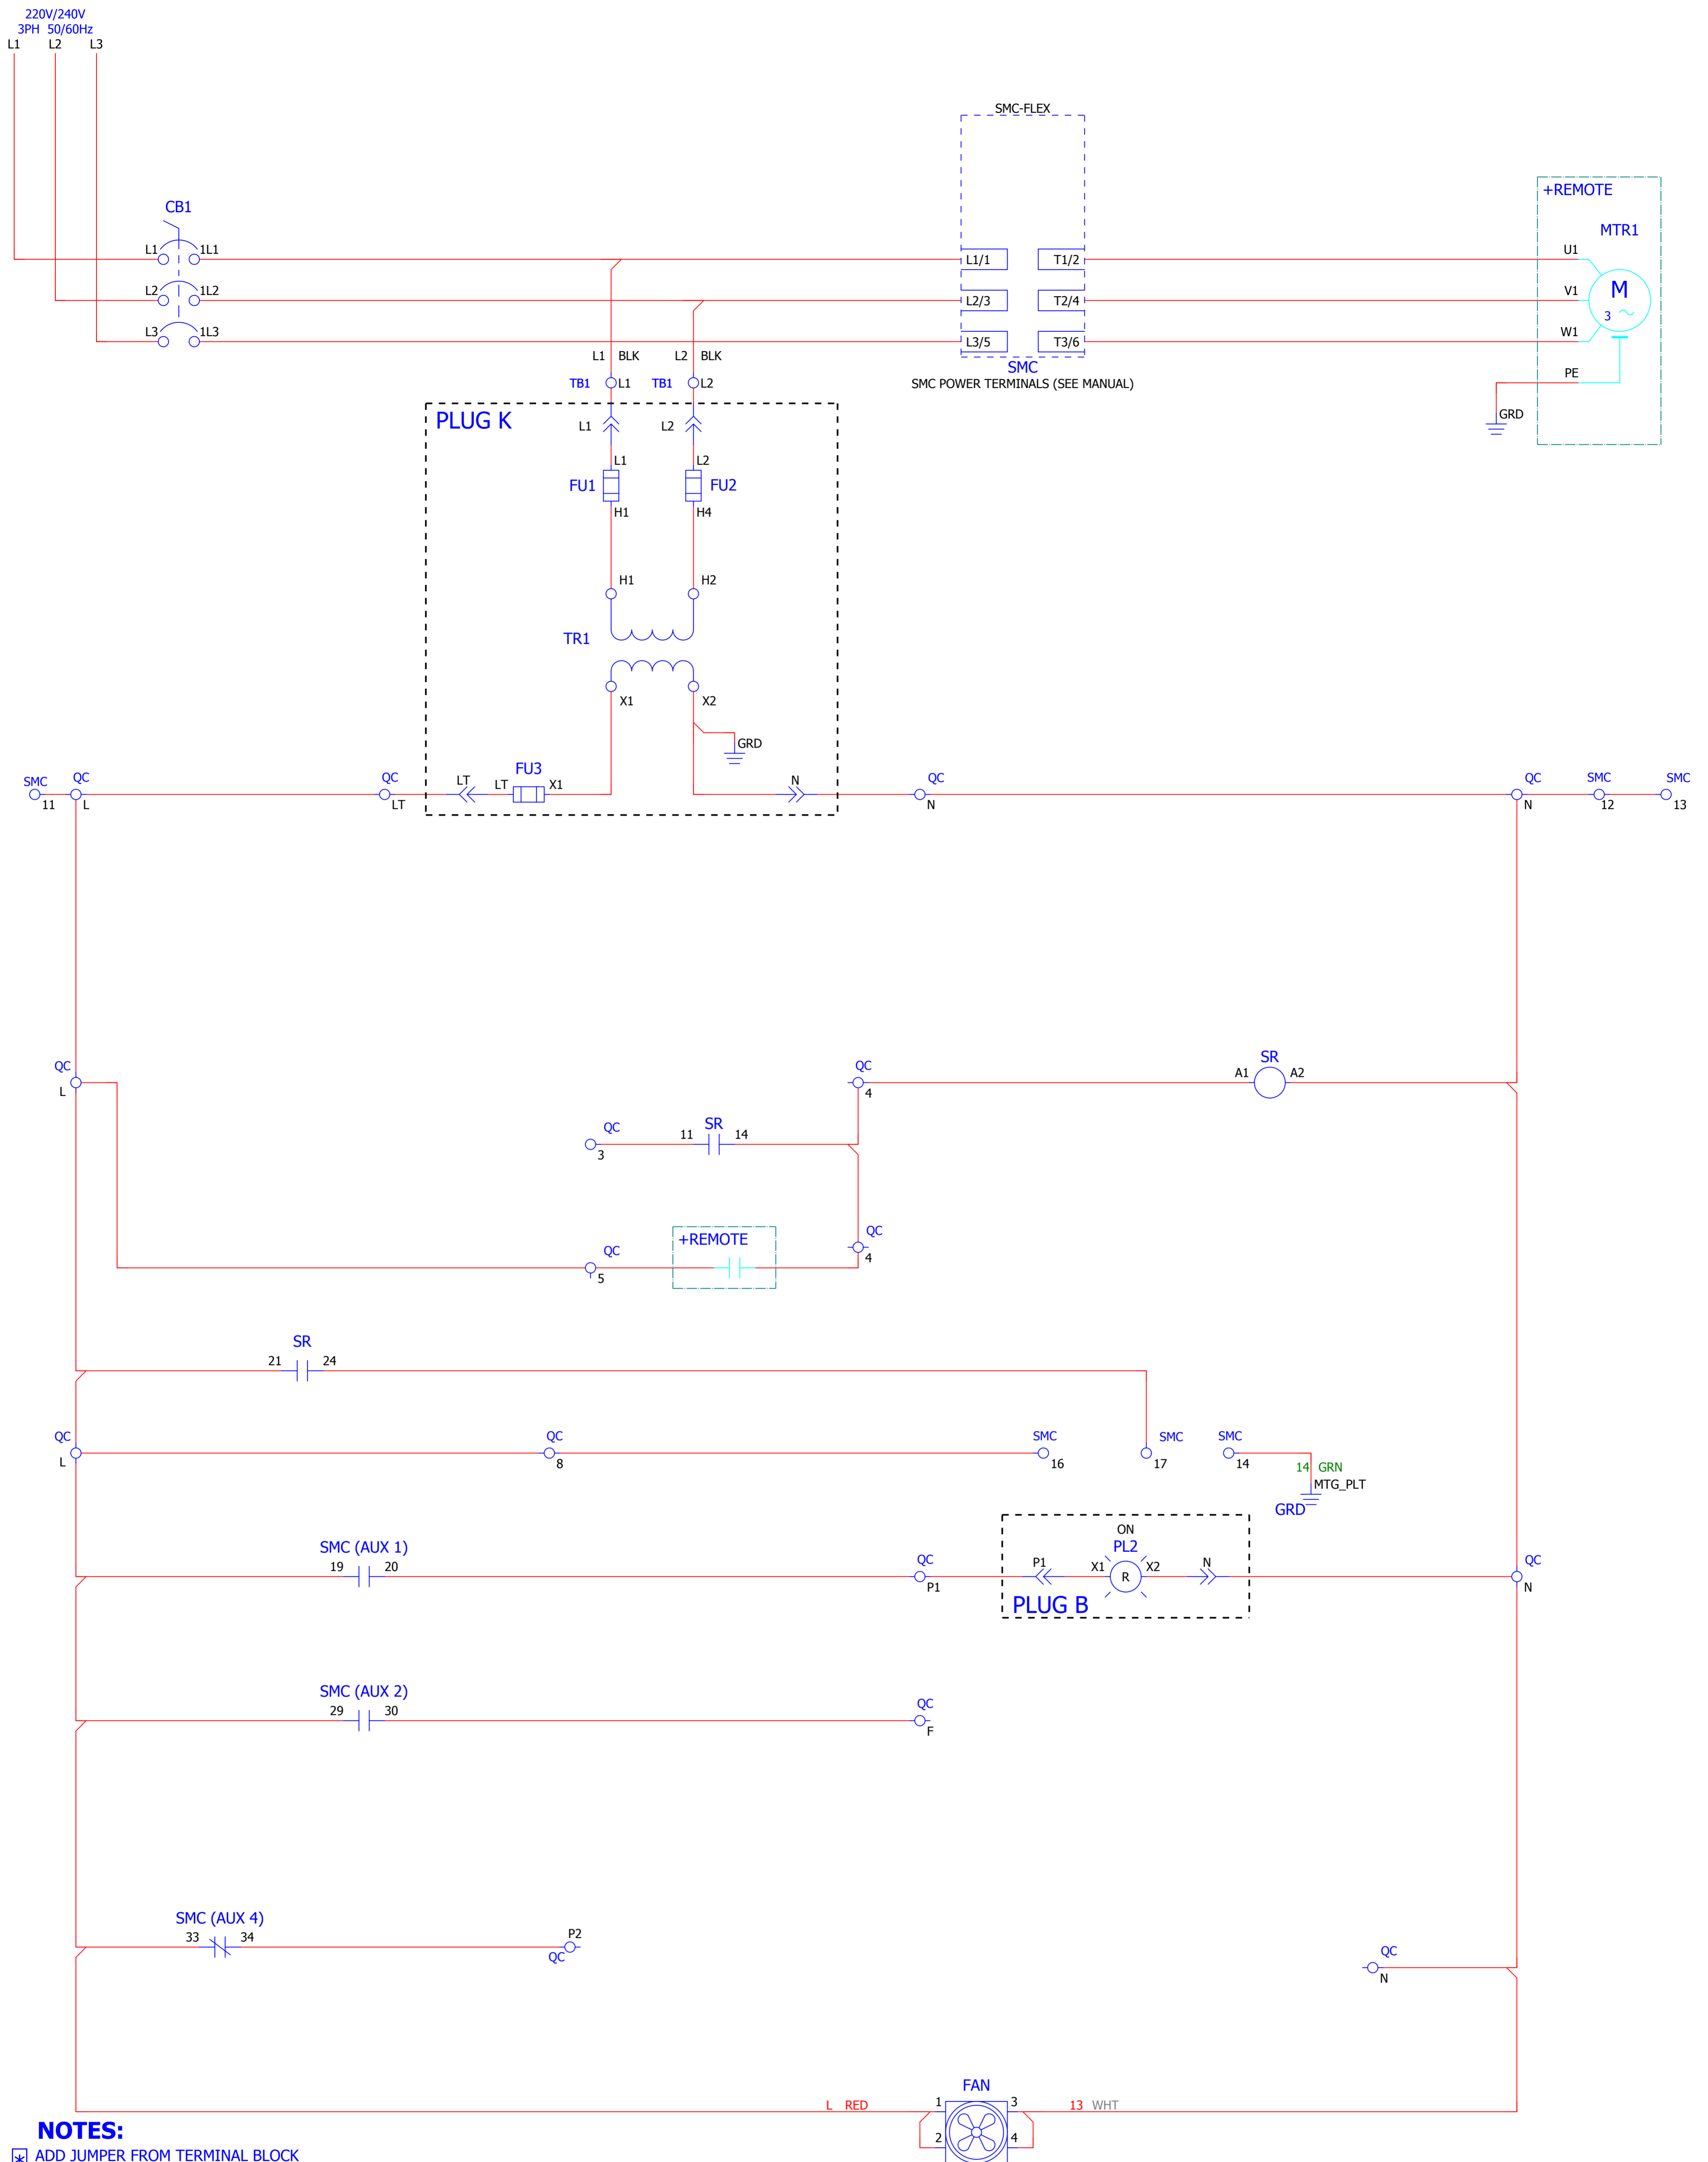 220V/240V
3PH 50/60Hz
L1 L2 L3
SMC-FLEX
+REMOTE
CB1
MTR1
L1 1L1 L1/1 T1/2 U1
L2 1L2 L2/3 T2/4 V1
M
3
L3 1L3 L3/5 T3/6 W1
L1 BLK L2 BLK
SMC
TB1 L1 TB1 L2
SMC POWER TERMINALS (SEE MANUAL)
PE
GRD
PLUG K
L1 L2
L1 L2
FU1 FU2
H1 H4
H1 H2
TR1
X1 X2
GRD
SMC QC QC LT LT FU3 X1 N QC QC SMC SMC
11 L LT N N 12 13
QC QC SR
L 4 A1 A2
QC SR
3 11 14
QC +REMOTE QC
5 4
SR
21 24
QC QC SMC SMC SMC
L 8 16 17 14
14 GRN
MTG_PLT
GRD
ON
SMC (AUX 1) PL2
19 20 QC P1 X1 R X2 N QC
P1 N
PLUG B
SMC (AUX 2)
29 30 QC
F
SMC (AUX 4)
33 34 P2
QC
QC
N
FAN
L RED 1 3 13 WHT
2 4
NOTES:
* ADD JUMPER FROM TERMINAL BLOCK